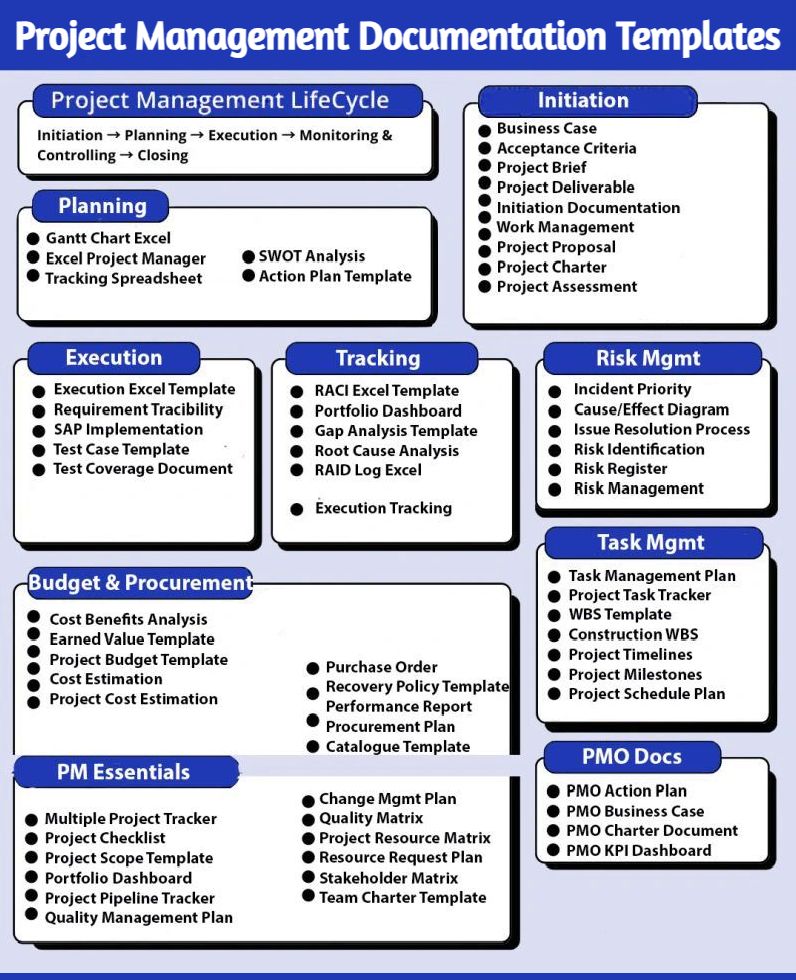 Project Management Documentation Templates
Project Management LifeCycle
Initiation → Planning → Execution → Monitoring &
Controlling → Closing
Initiation
Business Case
Acceptance Criteria
Project Brief
Project Deliverable
Initiation Documentation
Work Management
Project Proposal
Project Charter
Project Assessment
Planning
Gantt Chart Excel
Excel Project Manager
Tracking Spreadsheet
SWOT Analysis
Action Plan Template
Execution
Execution Excel Template
Requirement Tracibility
SAP Implementation
Test Case Template
Test Coverage Document
Tracking
RACI Excel Template
Portfolio Dashboard
Gap Analysis Template
Root Cause Analysis
RAID Log Excel
Execution Tracking
Risk Mgmt
Incident Priority
Cause/Effect Diagram
Issue Resolution Process
Risk Identification
Risk Register
Risk Management
Task Mgmt
Task Management Plan
Project Task Tracker
WBS Template
Construction WBS
Project Timelines
Project Milestones
Project Schedule Plan
Budget & Procurement
Cost Benefits Analysis
Earned Value Template
Project Budget Template
Cost Estimation
Project Cost Estimation
Purchase Order
Recovery Policy Template
Performance Report
Procurement Plan
Catalogue Template
PM Essentials
Multiple Project Tracker
Project Checklist
Project Scope Template
Portfolio Dashboard
Project Pipeline Tracker
Quality Management Plan
Change Mgmt Plan
Quality Matrix
Project Resource Matrix
Resource Request Plan
Stakeholder Matrix
Team Charter Template
PMO Docs
PMO Action Plan
PMO Business Case
PMO Charter Document
PMO KPI Dashboard